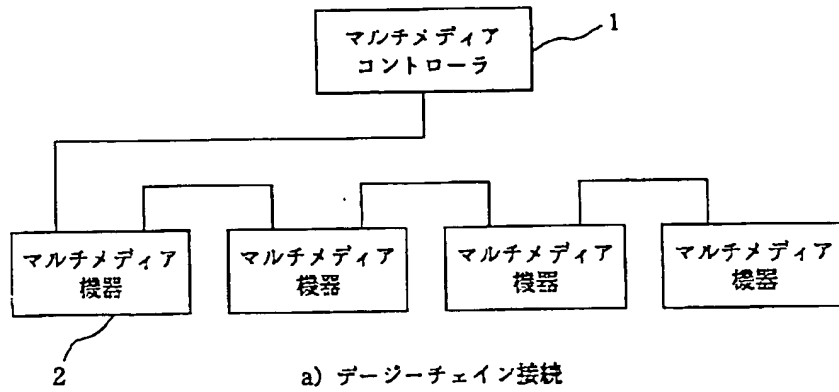 マルチメディア
コントローラ
1
マルチメディア
機器
マルチメディア
機器
マルチメディア
機器
マルチメディア
機器
2
a) デージーチェイン接続